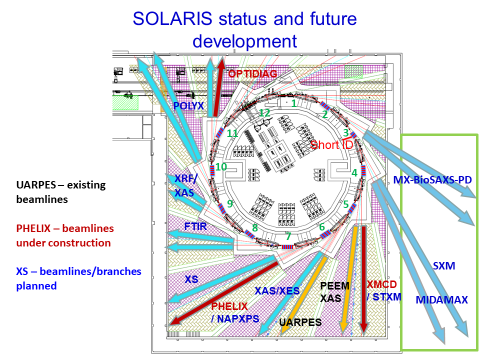 SOLARIS status and future
development
OPTIDIAG
POLYX
1
2
3
Short ID
4
5
6
7
8
9
10
11
12
XRF/
XAS
FTIR
XS
PHELIX
/ NAPXPS
XAS/XES
UARPES
PEEM
XAS
XMCD
/ STXM
MX-BioSAXS-PD
SXM
MIDAMAX
UARPES – existing
beamlines
PHELIX – beamlines
under construction
XS – beamlines/branches
planned